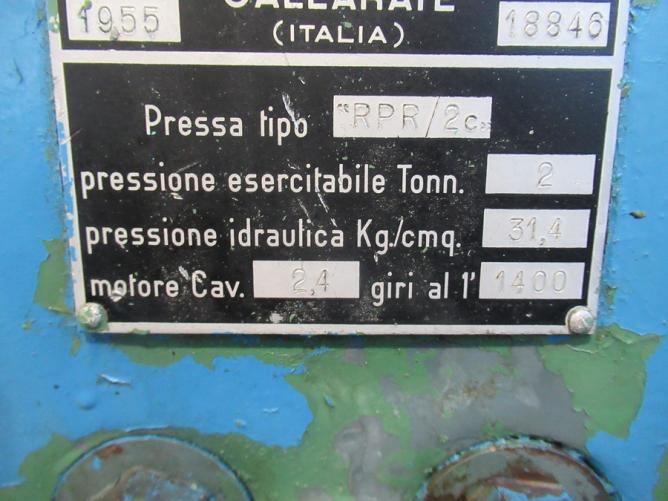 GALLARATE
1955 (ITALIA) 18846
Pressa tipo "RPR/2c"
pressione esercitabile Tonn. 2
pressione idraulica Kg./cmq. 31,4
motore Cav. 2,4 giri al 1' 1400